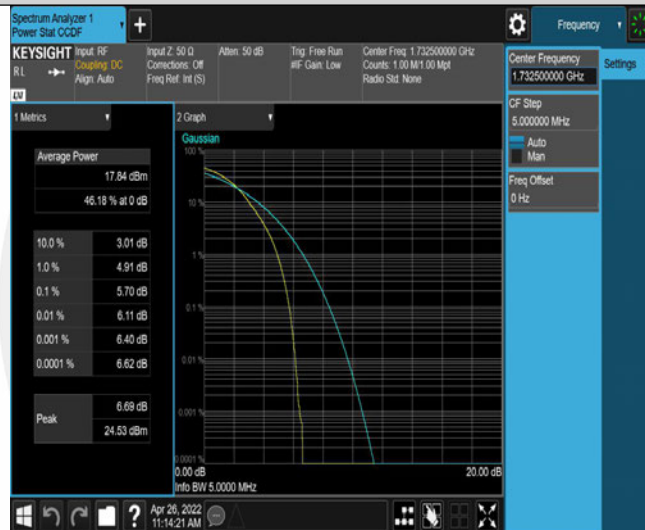 Spectrum Analyzer 1
Power Stat CCDF
Frequency
KEYSIGHT Input: RF
R L
Coupling: DC
Align: Auto
LXI
Input Z: 50 Ω
Corrections: Off
Freq Ref: Int (S)
Atten: 50 dB
Trig: Free Run
#IF Gain: Low
Center Freq: 1.732500000 GHz
Counts: 1.00 M/1.00 Mpt
Radio Std: None
Center Frequency
1.732500000 GHz
Settings
CF Step
5.000000 MHz
Auto
Man
Freq Offset
0 Hz
1 Metrics
Average Power
17.84 dBm
46.18 % at 0 dB
10.0 % 3.01 dB
1.0 % 4.91 dB
0.1 % 5.70 dB
0.01 % 6.11 dB
0.001 % 6.40 dB
0.0001 % 6.62 dB
Peak
6.69 dB
24.53 dBm
2 Graph
Gaussian
100 %
10 %
1 %
0.1 %
0.01 %
0.001 %
0.0001 %
0.00 dB 20.00 dB
Info BW 5.0000 MHz
Apr 26, 2022
11:14:21 AM